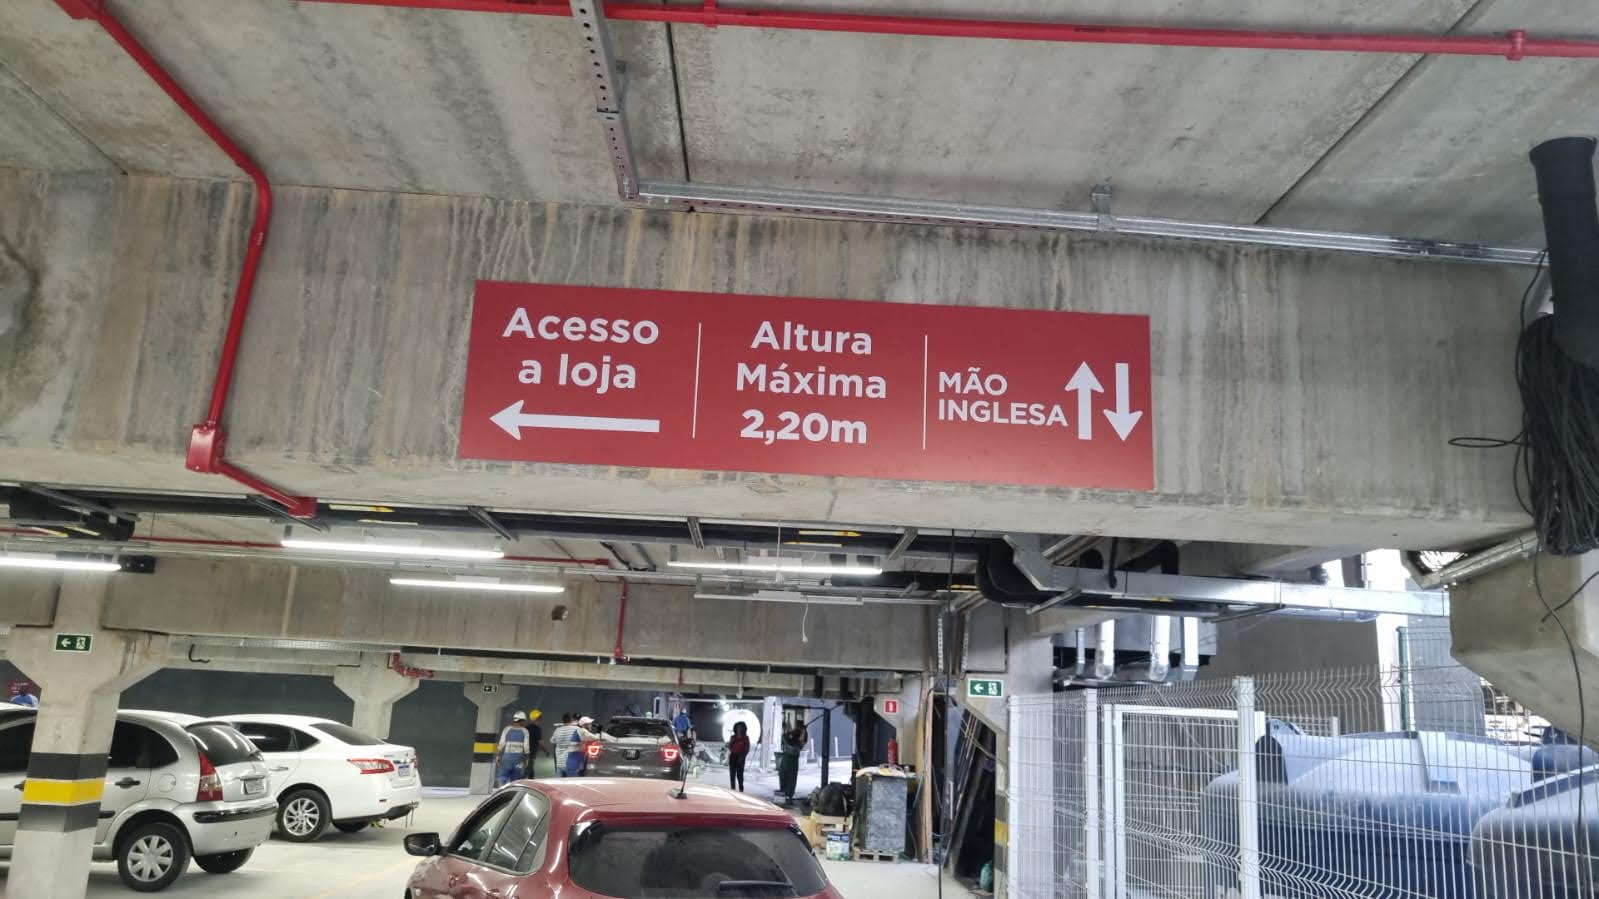 Acesso
a loja
Altura
Máxima
2,20m
MÃO
INGLESA